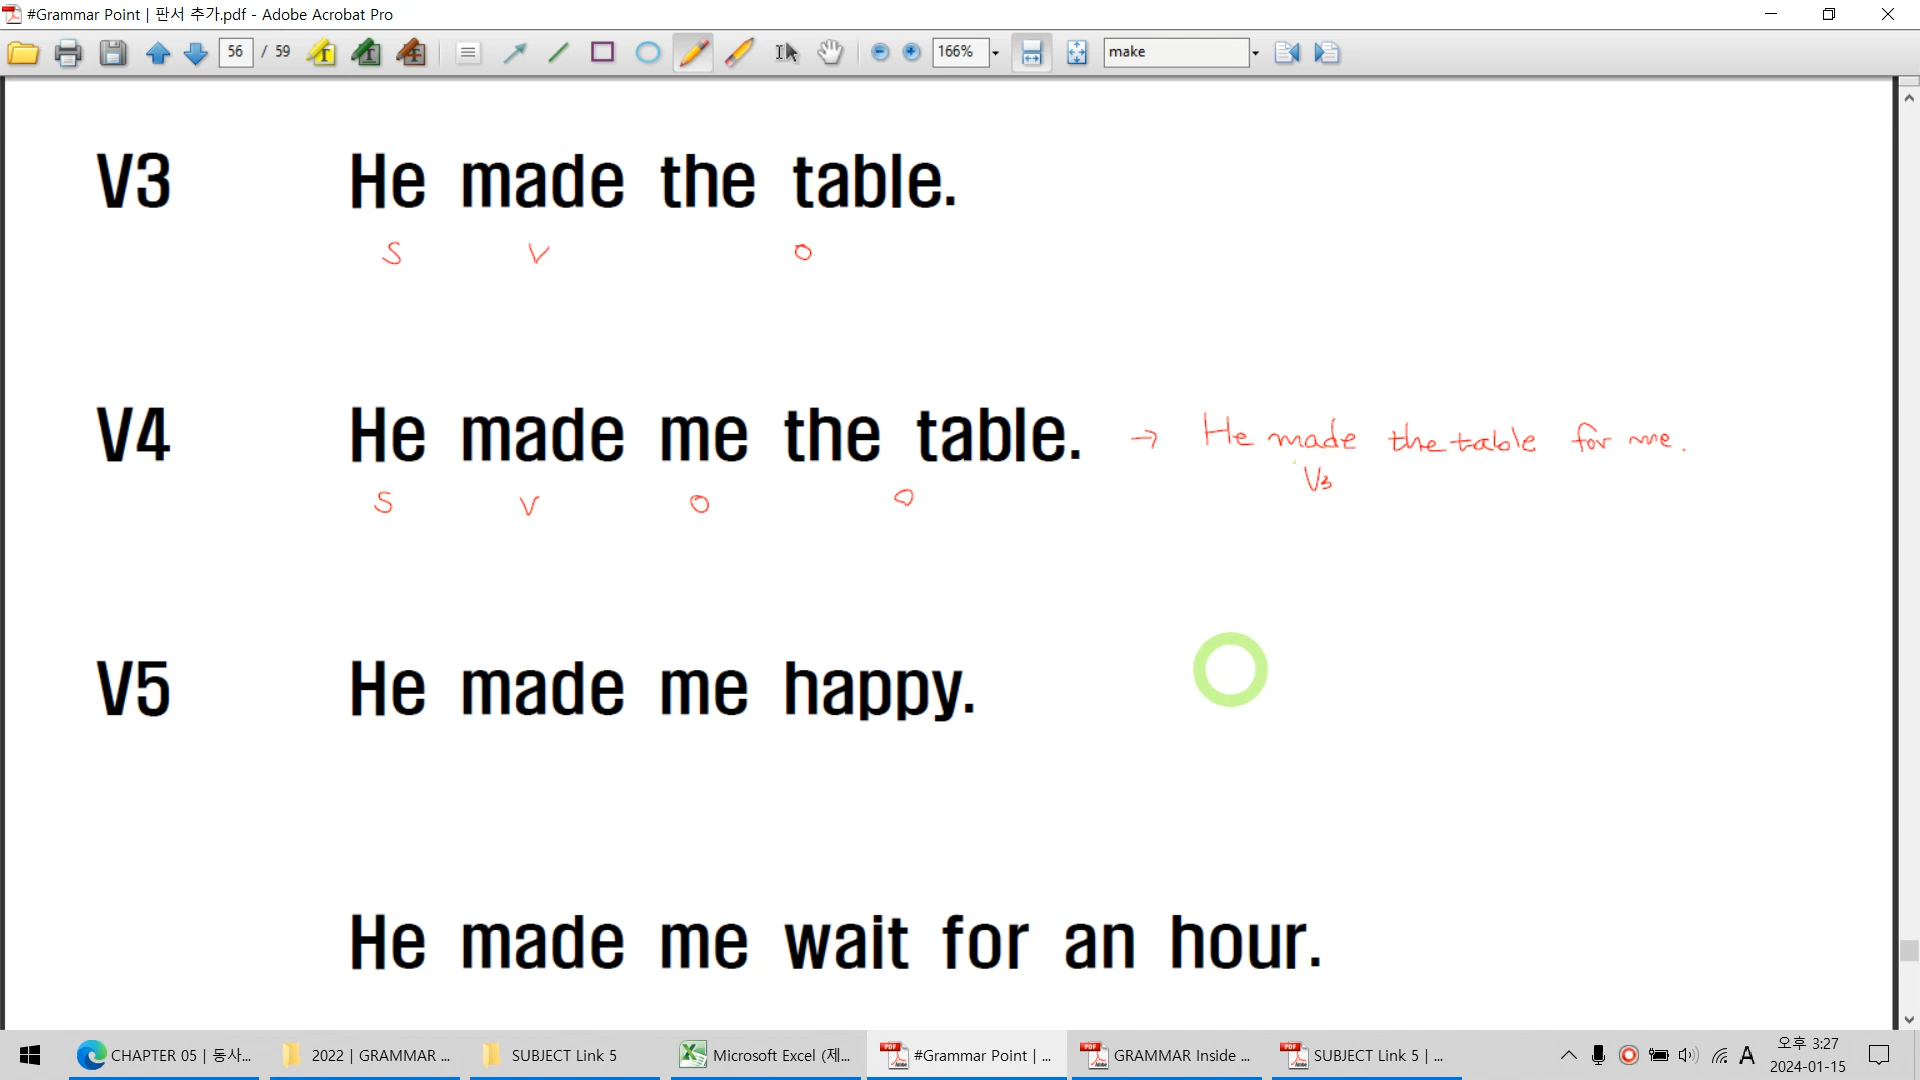 #Grammar Point | 판서 추가.pdf - Adobe Acrobat Pro
56 / 59 166% make
V3 He made the table.
S V O
V4 He made me the table. → He made the table for me.
V3
S V O O
V5 He made me happy.
He made me wait for an hour.
CHAPTER 05 | 동사... 2022 | GRAMMAR ... SUBJECT Link 5 Microsoft Excel (제... #Grammar Point | ... GRAMMAR Inside ... SUBJECT Link 5 | ... A 오후 3:27
2024-01-15